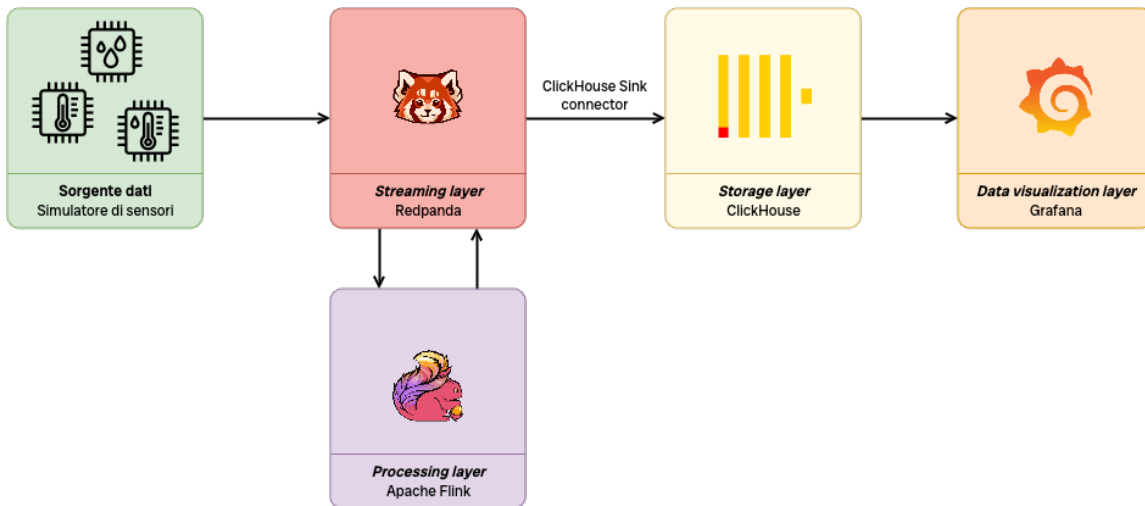 Sorgente dati
Simulatore di sensori
Streaming layer
Redpanda
ClickHouse Sink
connector
Storage layer
ClickHouse
Data visualization layer
Grafana
Processing layer
Apache Flink